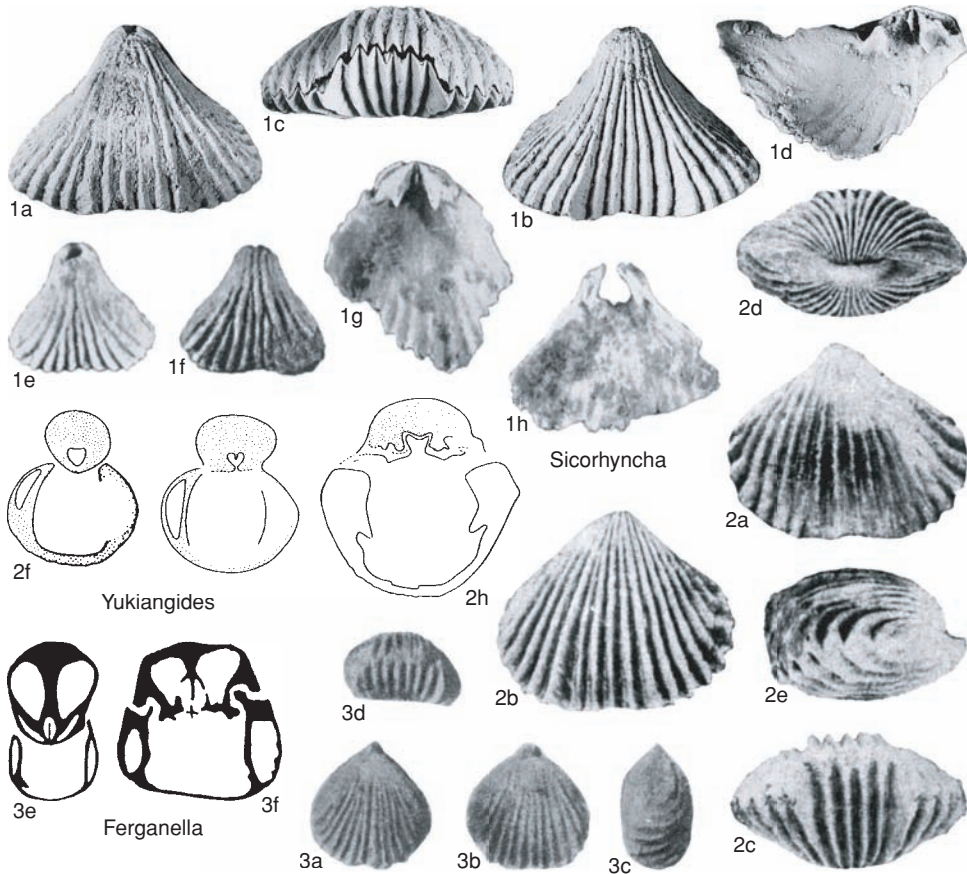 1a
1c
1b
1d
1e
1f
1g
1h
2d
Sicorhyncha
2a
2f
2h
Yukiangides
2b
2e
3d
3e
3f
Ferganella
3a
3b
3c
2c